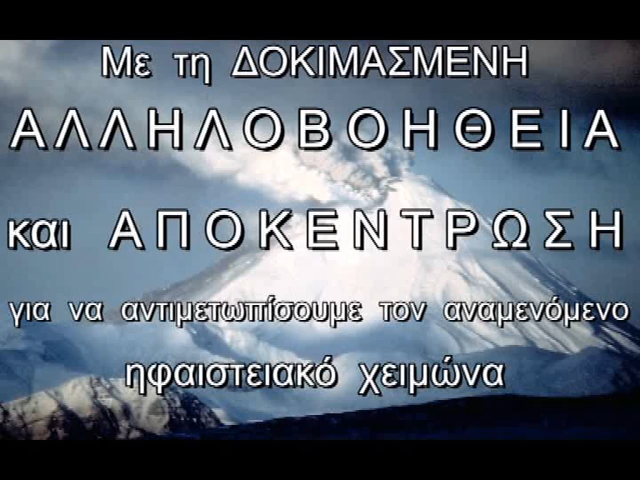 Με τη ΔΟΚΙΜΑΣΜΕΝΗ
ΑΛΛΗΛΟΒΟΗΘΕΙΑ
και ΑΠΟΚΕΝΤΡΩΣΗ
για να αντιμετωπίσουμε τον αναμενόμενο
ηφαιστειακό χειμώνα